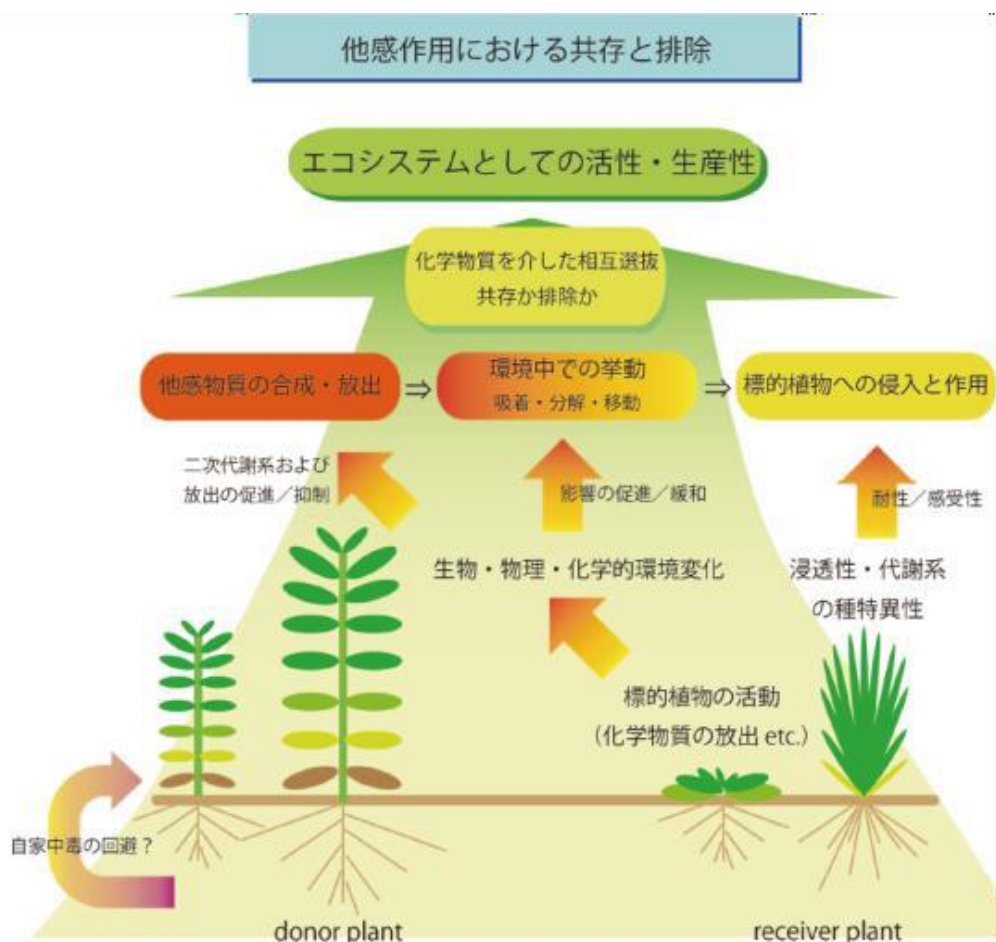 他感作用における共存と排除
エコシステムとしての活性・生産性
化学物質を介した相互選抜
共存か排除か
他感物質の合成・放出
⇒
環境中での挙動
吸着・分解・移動
⇒
標的植物への侵入と作用
二次代謝系および
放出の促進／抑制
影響の促進／緩和
耐性／感受性
生物・物理・化学的環境変化
浸透性・代謝系
の種特異性
標的植物の活動
（化学物質の放出 etc.）
自家中毒の回避？
donor plant
receiver plant